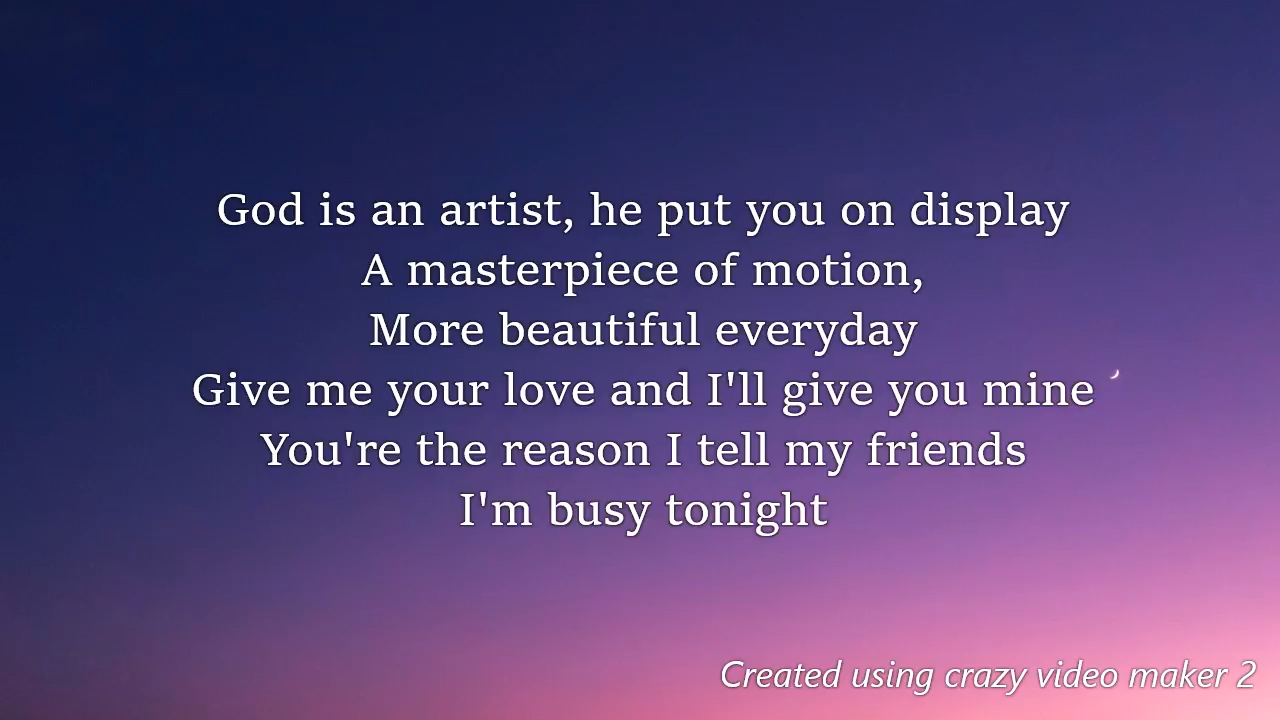 God is an artist, he put you on display
A masterpiece of motion,
More beautiful everyday
Give me your love and I'll give you mine
You're the reason I tell my friends
I'm busy tonight
Created using crazy video maker 2